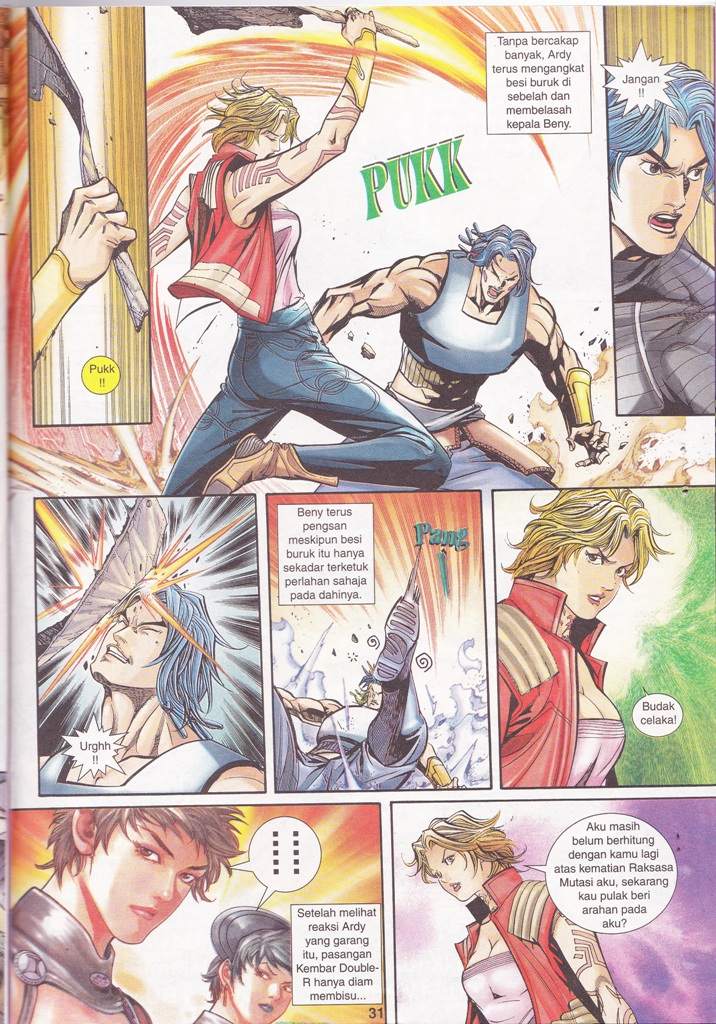 Tanpa bercakap
banyak, Ardy
terus mengangkat
besi buruk di
sebelah dan
membelasah
kepala Beny.
Jangan
!!
PUKK
Pukk
!!
Urghh
!!
Beny terus
pengsan
meskipun besi
buruk itu hanya
sekadar terketuk
perlahan sahaja
pada dahinya.
Pang
!
Budak
celaka!
Setelah melihat
reaksi Ardy
yang garang
itu, pasangan
Kembar Double-
R hanya diam
membisu...
Aku masih
belum berhitung
dengan kamu lagi
atas kematian Raksasa
Mutasi aku, sekarang
kau pulak beri
arahan pada
aku?
31